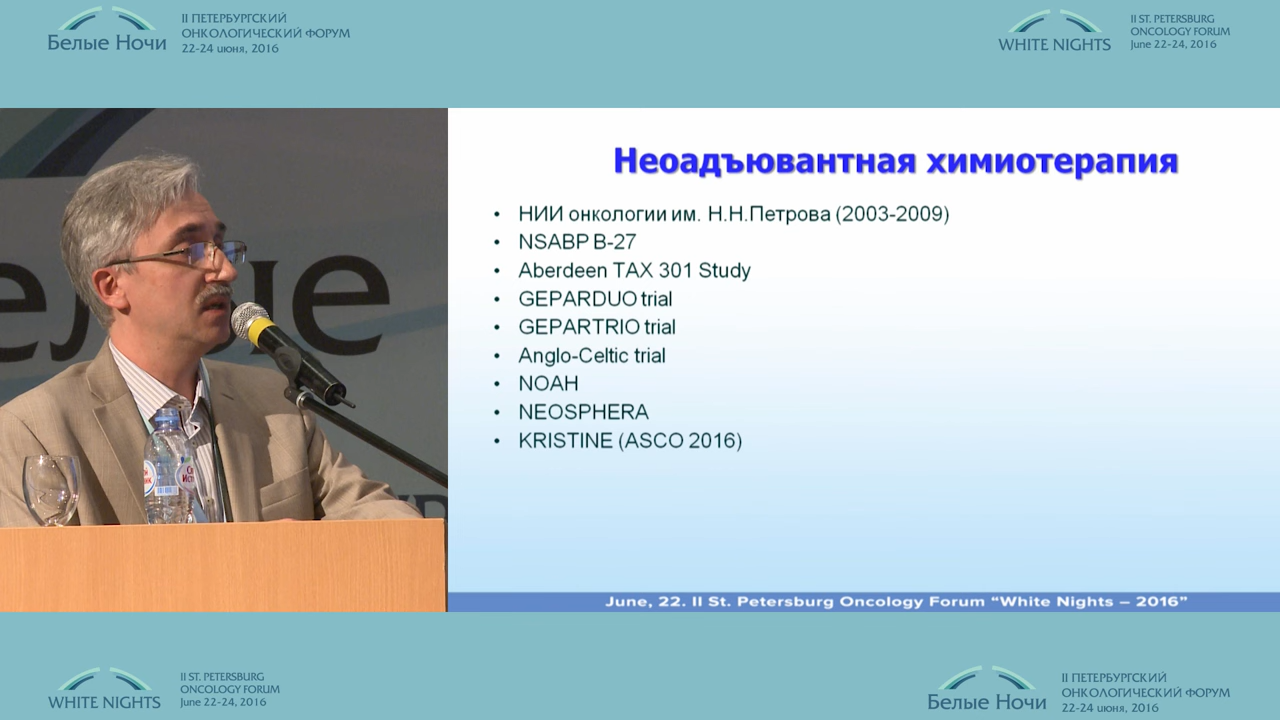 Белые Ночи
II ПЕТЕРБУРГСКИЙ
ОНКОЛОГИЧЕСКИЙ ФОРУМ
22-24 июня, 2016
WHITE NIGHTS
II ST. PETERSBURG
ONCOLOGY FORUM
June 22-24, 2016
елые
Неоадъювантная химиотерапия
• НИИ онкологии им. Н.Н.Петрова (2003-2009)
• NSABP B-27
• Aberdeen TAX 301 Study
• GEPARDUO trial
• GEPARTRIO trial
• Anglo-Celtic trial
• NOAH
• NEOSPHERA
• KRISTINE (ASCO 2016)
June, 22. II St. Petersburg Oncology Forum “White Nights – 2016”
WHITE NIGHTS
II ST. PETERSBURG
ONCOLOGY FORUM
June 22-24, 2016
Белые Ночи
II ПЕТЕРБУРГСКИЙ
ОНКОЛОГИЧЕСКИЙ ФОРУМ
22-24 июня, 2016